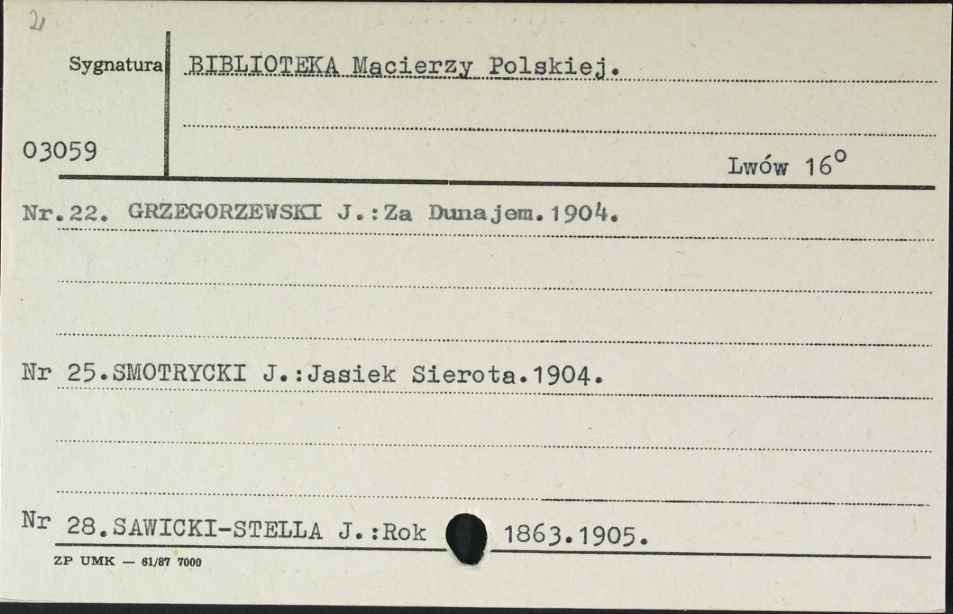 2
Sygnatura BIBLIOTEKA Macierzy Polskiej.
03059
Lwów 16°
Nr.22. GRZEGORZEWSKI J.:Za Dunajem.1904.
Nr 25.SMOTRYCKI J.:Jasiek Sierota.1904.
Nr 28.SAWICKI-STELLA J.:Rok 1863.1905.
ZP UMK — 61/87 7000